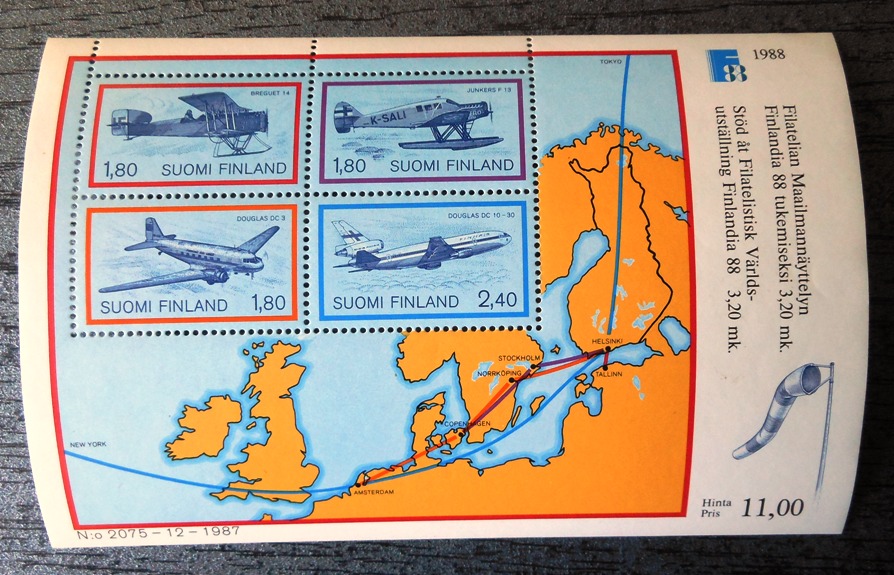 BREGUET 14
1,80 SUOMI FINLAND
JUNKERS F 13
K-SALI
1,80 SUOMI FINLAND
DOUGLAS DC 3
SUOMI FINLAND 1,80
DOUGLAS DC 10-30
FINNAIR
SUOMI FINLAND 2,40
TOKYO
HELSINKI
STOCKHOLM
NORRKÖPING
TALLINN
COPENHAGEN
NEW YORK
AMSTERDAM
N:o 2075-12-1987
88
1988
Filatelian Maailmannäyttelyn
Finlandia 88 tukemiseksi 3,20 mk.
Stöd åt Filatelistisk Världs-
utställning Finlandia 88 3,20 mk.
Hinta
Pris 11,00